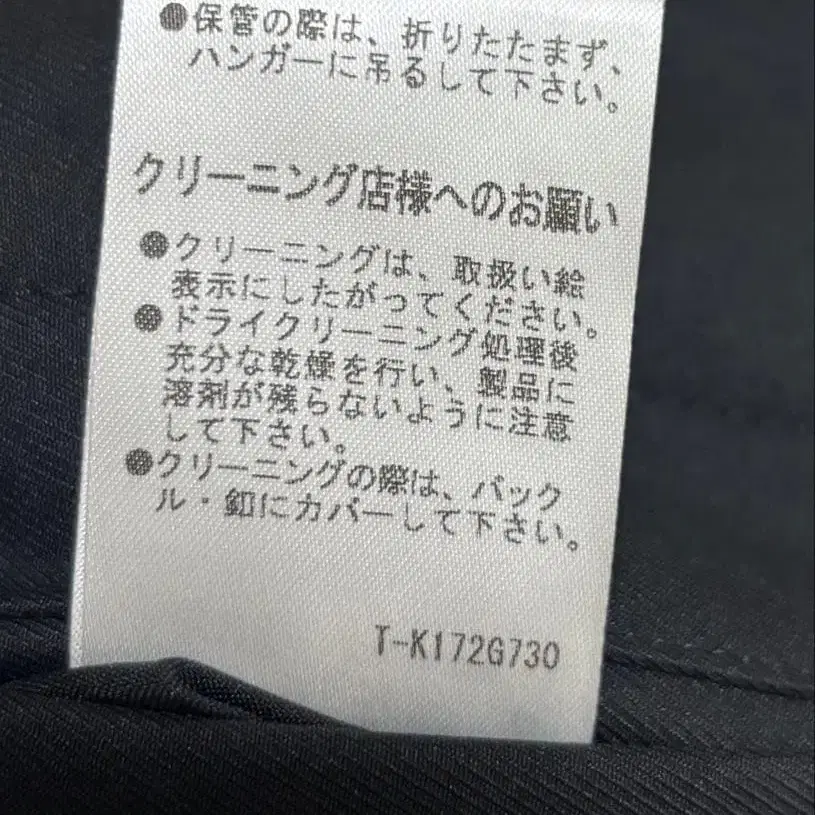 ●保管の際は、折りたたまず、
ハンガーに吊るして下さい。
クリーニング店様へのお願い
●クリーニングは、取扱い絵
表示にしたがってください。
●ドライクリーニング処理後
充分な乾燥を行い、製品に
溶剤が残らないように注意
して下さい。
●クリーニングの際は、バック
ル・釦にカバーして下さい。
T-K172G730